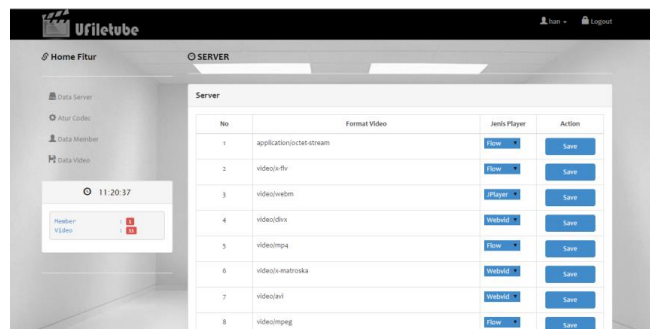 UFiletube
han
Logout
Home Fitur
SERVER
Data Server
Atur Codec
Data Member
Data Video
11:20:37
Member :
Video :
Server
No Format Video Jenis Player Action
1 application/octet-stream Flow Save
2 video/x-flv Flow Save
3 video/webm JPlayer Save
4 video/divx Webvid Save
5 video/mp4 Flow Save
6 video/x-matroska Webvid Save
7 video/avi Webvid Save
8 video/mpeg Flow Save